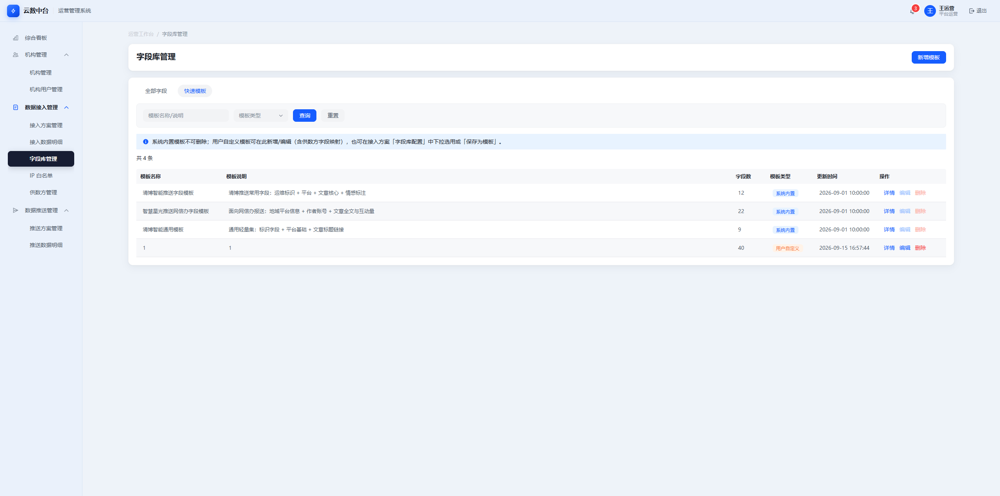 云数中台 运营管理系统 3 王 王运营 平台运营 退出
综合看板
机构管理
机构管理
机构用户管理
数据接入管理
接入方案管理
接入数据明细
字段库管理
IP 白名单
供数方管理
数据推送管理
推送方案管理
推送数据明细
运营工作台 / 字段库管理
字段库管理 新增模板
全部字段 快速模板
模板名称/说明 模板类型 查询 重置
系统内置模板不可删除；用户自定义模板可在此新增/编辑（含供数方字段映射），也可在接入方案「字段库配置」中下拉选用或「保存为模板」。
共 4 条
模板名称 模板说明 字段数 模板类型 更新时间 操作
清博智能推送字段模板 清博推送常用字段：运维标识 + 平台 + 文章核心 + 情感标注 12 系统内置 2026-09-01 10:00:00 详情 编辑 删除
智慧星光推送网信办字段模板 面向网信办报送：地域平台信息 + 作者账号 + 文章全文与互动量 22 系统内置 2026-09-01 10:00:00 详情 编辑 删除
清博智能通用模板 通用轻量集：标识字段 + 平台基础 + 文章标题链接 9 系统内置 2026-09-01 10:00:00 详情 编辑 删除
1 1 40 用户自定义 2026-09-15 16:57:44 详情 编辑 删除